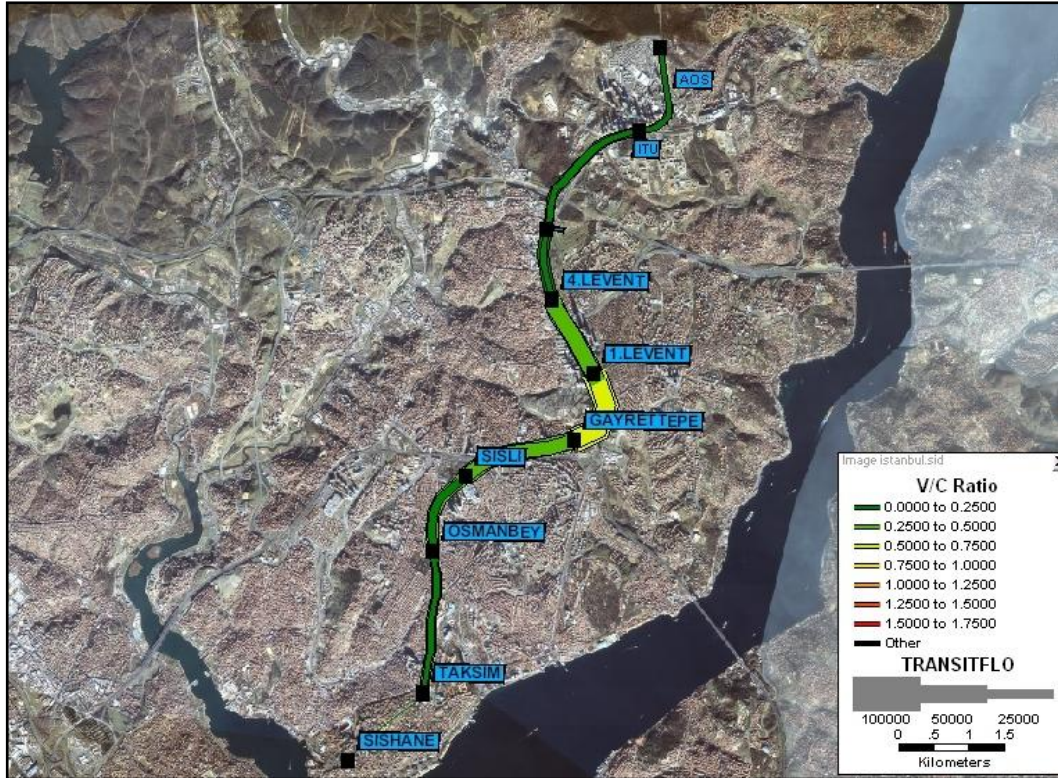 AOS
ITU
4.LEVENT
1.LEVENT
GAYRETTEPE
SISLI
OSMANBEY
TAKSIM
SISHANE
Image istanbul.sid
V/C Ratio
0.0000 to 0.2500
0.2500 to 0.5000
0.5000 to 0.7500
0.7500 to 1.0000
1.0000 to 1.2500
1.2500 to 1.5000
1.5000 to 1.7500
Other
TRANSITFLO
100000 50000 25000
0 .5 1 1.5
Kilometers